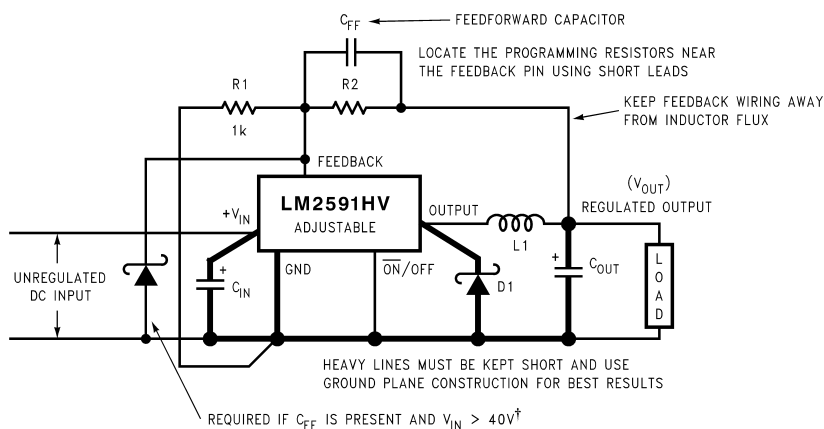 C_FF
FEEDFORWARD CAPACITOR
LOCATE THE PROGRAMMING RESISTORS NEAR
THE FEEDBACK PIN USING SHORT LEADS
R1
R2
1k
KEEP FEEDBACK WIRING AWAY
FROM INDUCTOR FLUX
FEEDBACK
LM2591HV
ADJUSTABLE
+V_IN
OUTPUT
(V_OUT)
REGULATED OUTPUT
L1
UNREGULATED
DC INPUT
+
C_IN
GND
O̅N̅/OFF
D1
+
C_OUT
LOAD
HEAVY LINES MUST BE KEPT SHORT AND USE
GROUND PLANE CONSTRUCTION FOR BEST RESULTS
REQUIRED IF C_FF IS PRESENT AND V_IN > 40V†